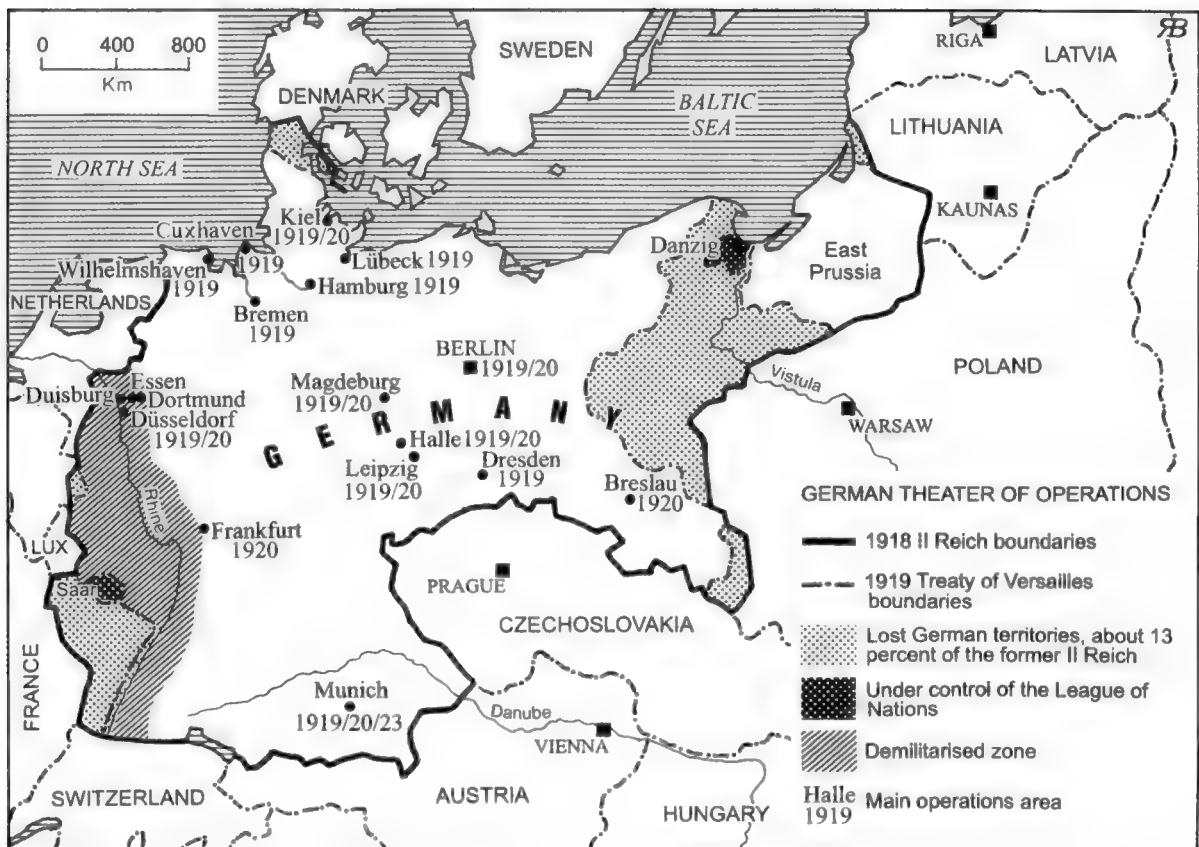 0 400 800
Km
SWEDEN
DENMARK
BALTIC
SEA
RIGA
LATVIA
LITHUANIA
KAUNAS
NORTH SEA
Kiel
1919/20
Cuxhaven
1919
Wilhelmshaven
1919
Lübeck 1919
Hamburg 1919
Bremen
1919
NETHERLANDS
Danzig
East
Prussia
BERLIN
1919/20
POLAND
Vistula
WARSAW
Duisburg
Essen
Dortmund
Düsseldorf
1919/20
Magdeburg
1919/20
GERMANY
Halle 1919/20
Leipzig
1919/20
Dresden
1919
Breslau
1920
Rhine
Frankfurt
1920
LUX
Saar
FRANCE
PRAGUE
CZECHOSLOVAKIA
Munich
1919/20/23
Danube
VIENNA
SWITZERLAND
AUSTRIA
HUNGARY
GERMAN THEATER OF OPERATIONS
1918 II Reich boundaries
1919 Treaty of Versailles
boundaries
Lost German territories, about 13
percent of the former II Reich
Under control of the League of
Nations
Demilitarised zone
Halle
1919
Main operations area